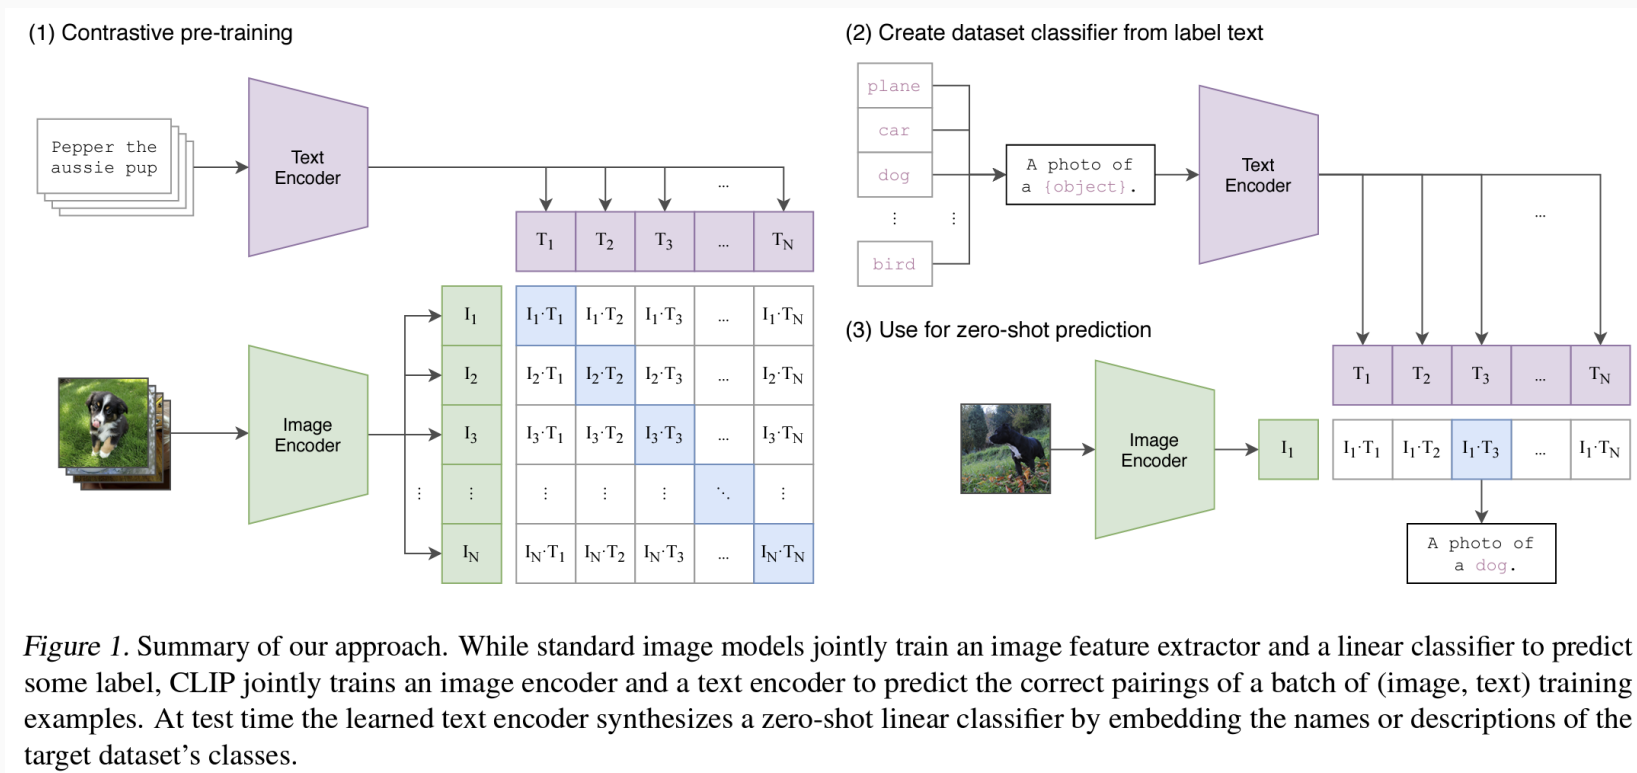 (1) Contrastive pre-training
Pepper the
aussie pup
Text
Encoder
...
T1 T2 T3 ... TN
I1 I1·T1 I1·T2 I1·T3 ... I1·TN
I2 I2·T1 I2·T2 I2·T3 ... I2·TN
I3 I3·T1 I3·T2 I3·T3 ... I3·TN
⋮ ⋮ ⋮ ⋮ ⋮ ⋱ ⋮
IN IN·T1 IN·T2 IN·T3 ... IN·TN
Image
Encoder
(2) Create dataset classifier from label text
plane
car
dog
⋮ ⋮
bird
A photo of
a {object}.
Text
Encoder
...
(3) Use for zero-shot prediction
T1 T2 T3 ... TN
Image
Encoder
I1 I1·T1 I1·T2 I1·T3 ... I1·TN
A photo of
a dog.
Figure 1. Summary of our approach. While standard image models jointly train an image feature extractor and a linear classifier to predict
some label, CLIP jointly trains an image encoder and a text encoder to predict the correct pairings of a batch of (image, text) training
examples. At test time the learned text encoder synthesizes a zero-shot linear classifier by embedding the names or descriptions of the
target dataset's classes.